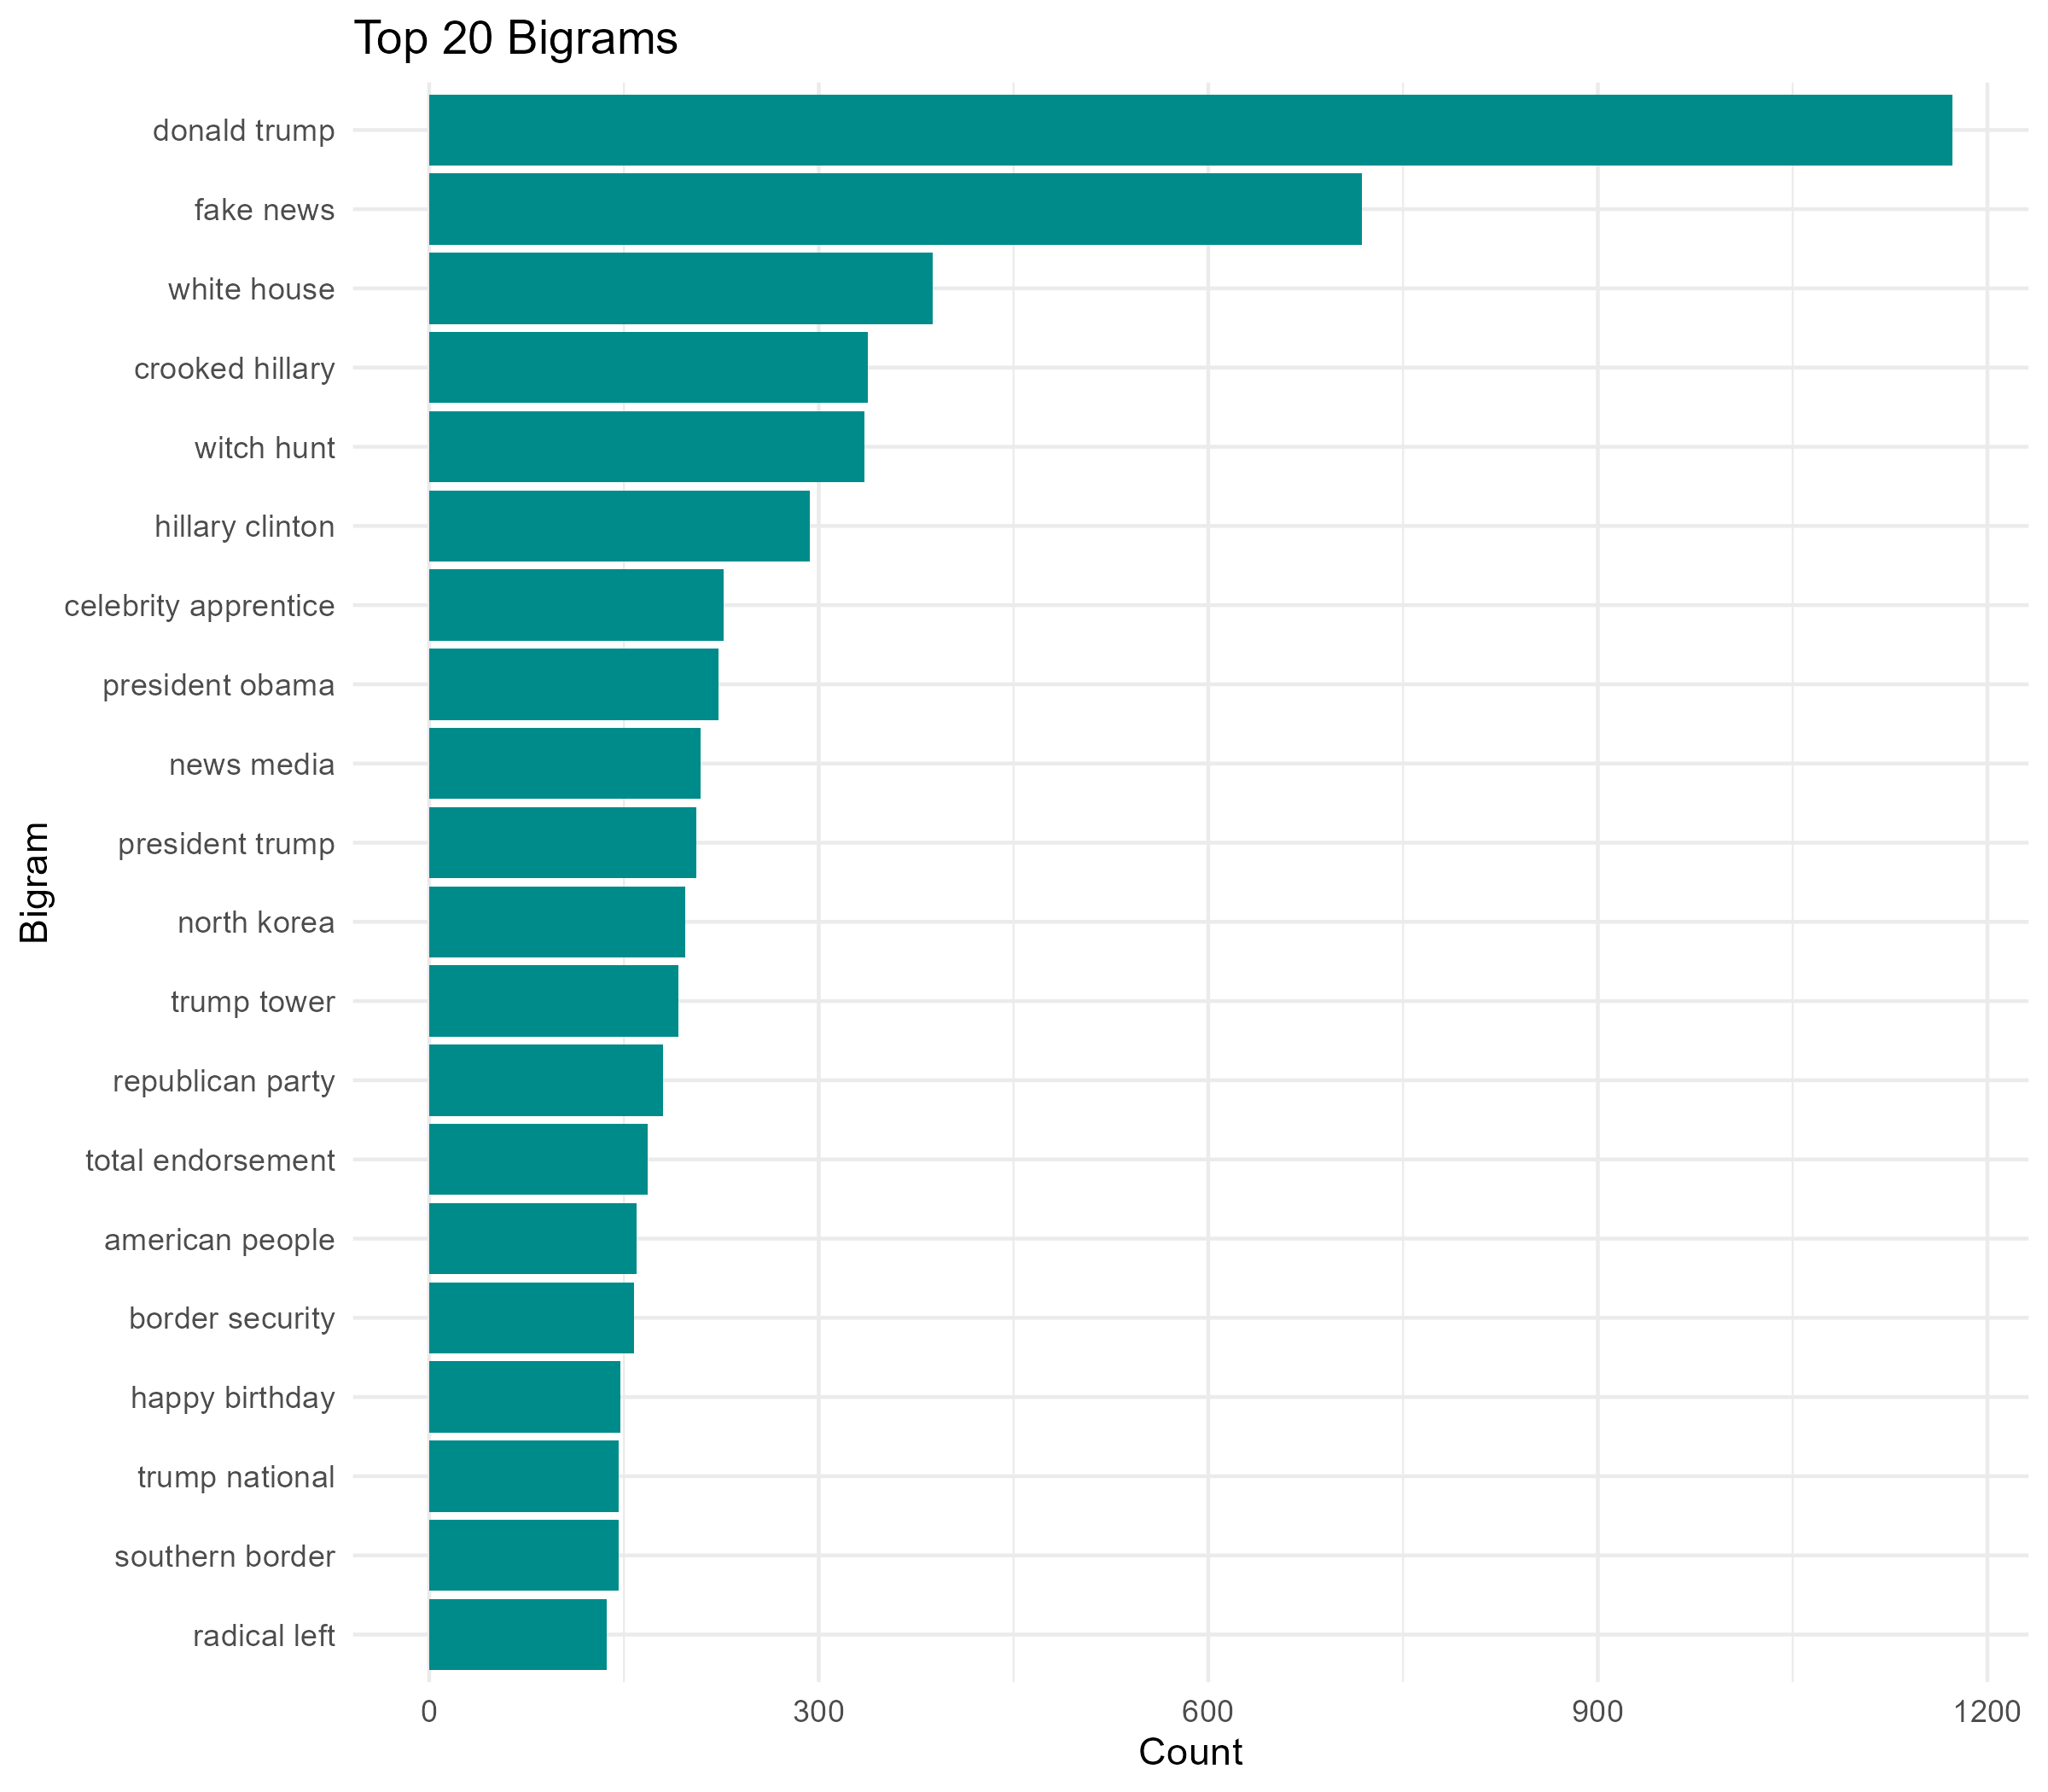 Top 20 Bigrams
donald trump
fake news
white house
crooked hillary
witch hunt
hillary clinton
celebrity apprentice
president obama
news media
president trump
north korea
trump tower
republican party
total endorsement
american people
border security
happy birthday
trump national
southern border
radical left
Bigram
0 300 600 900 1200
Count